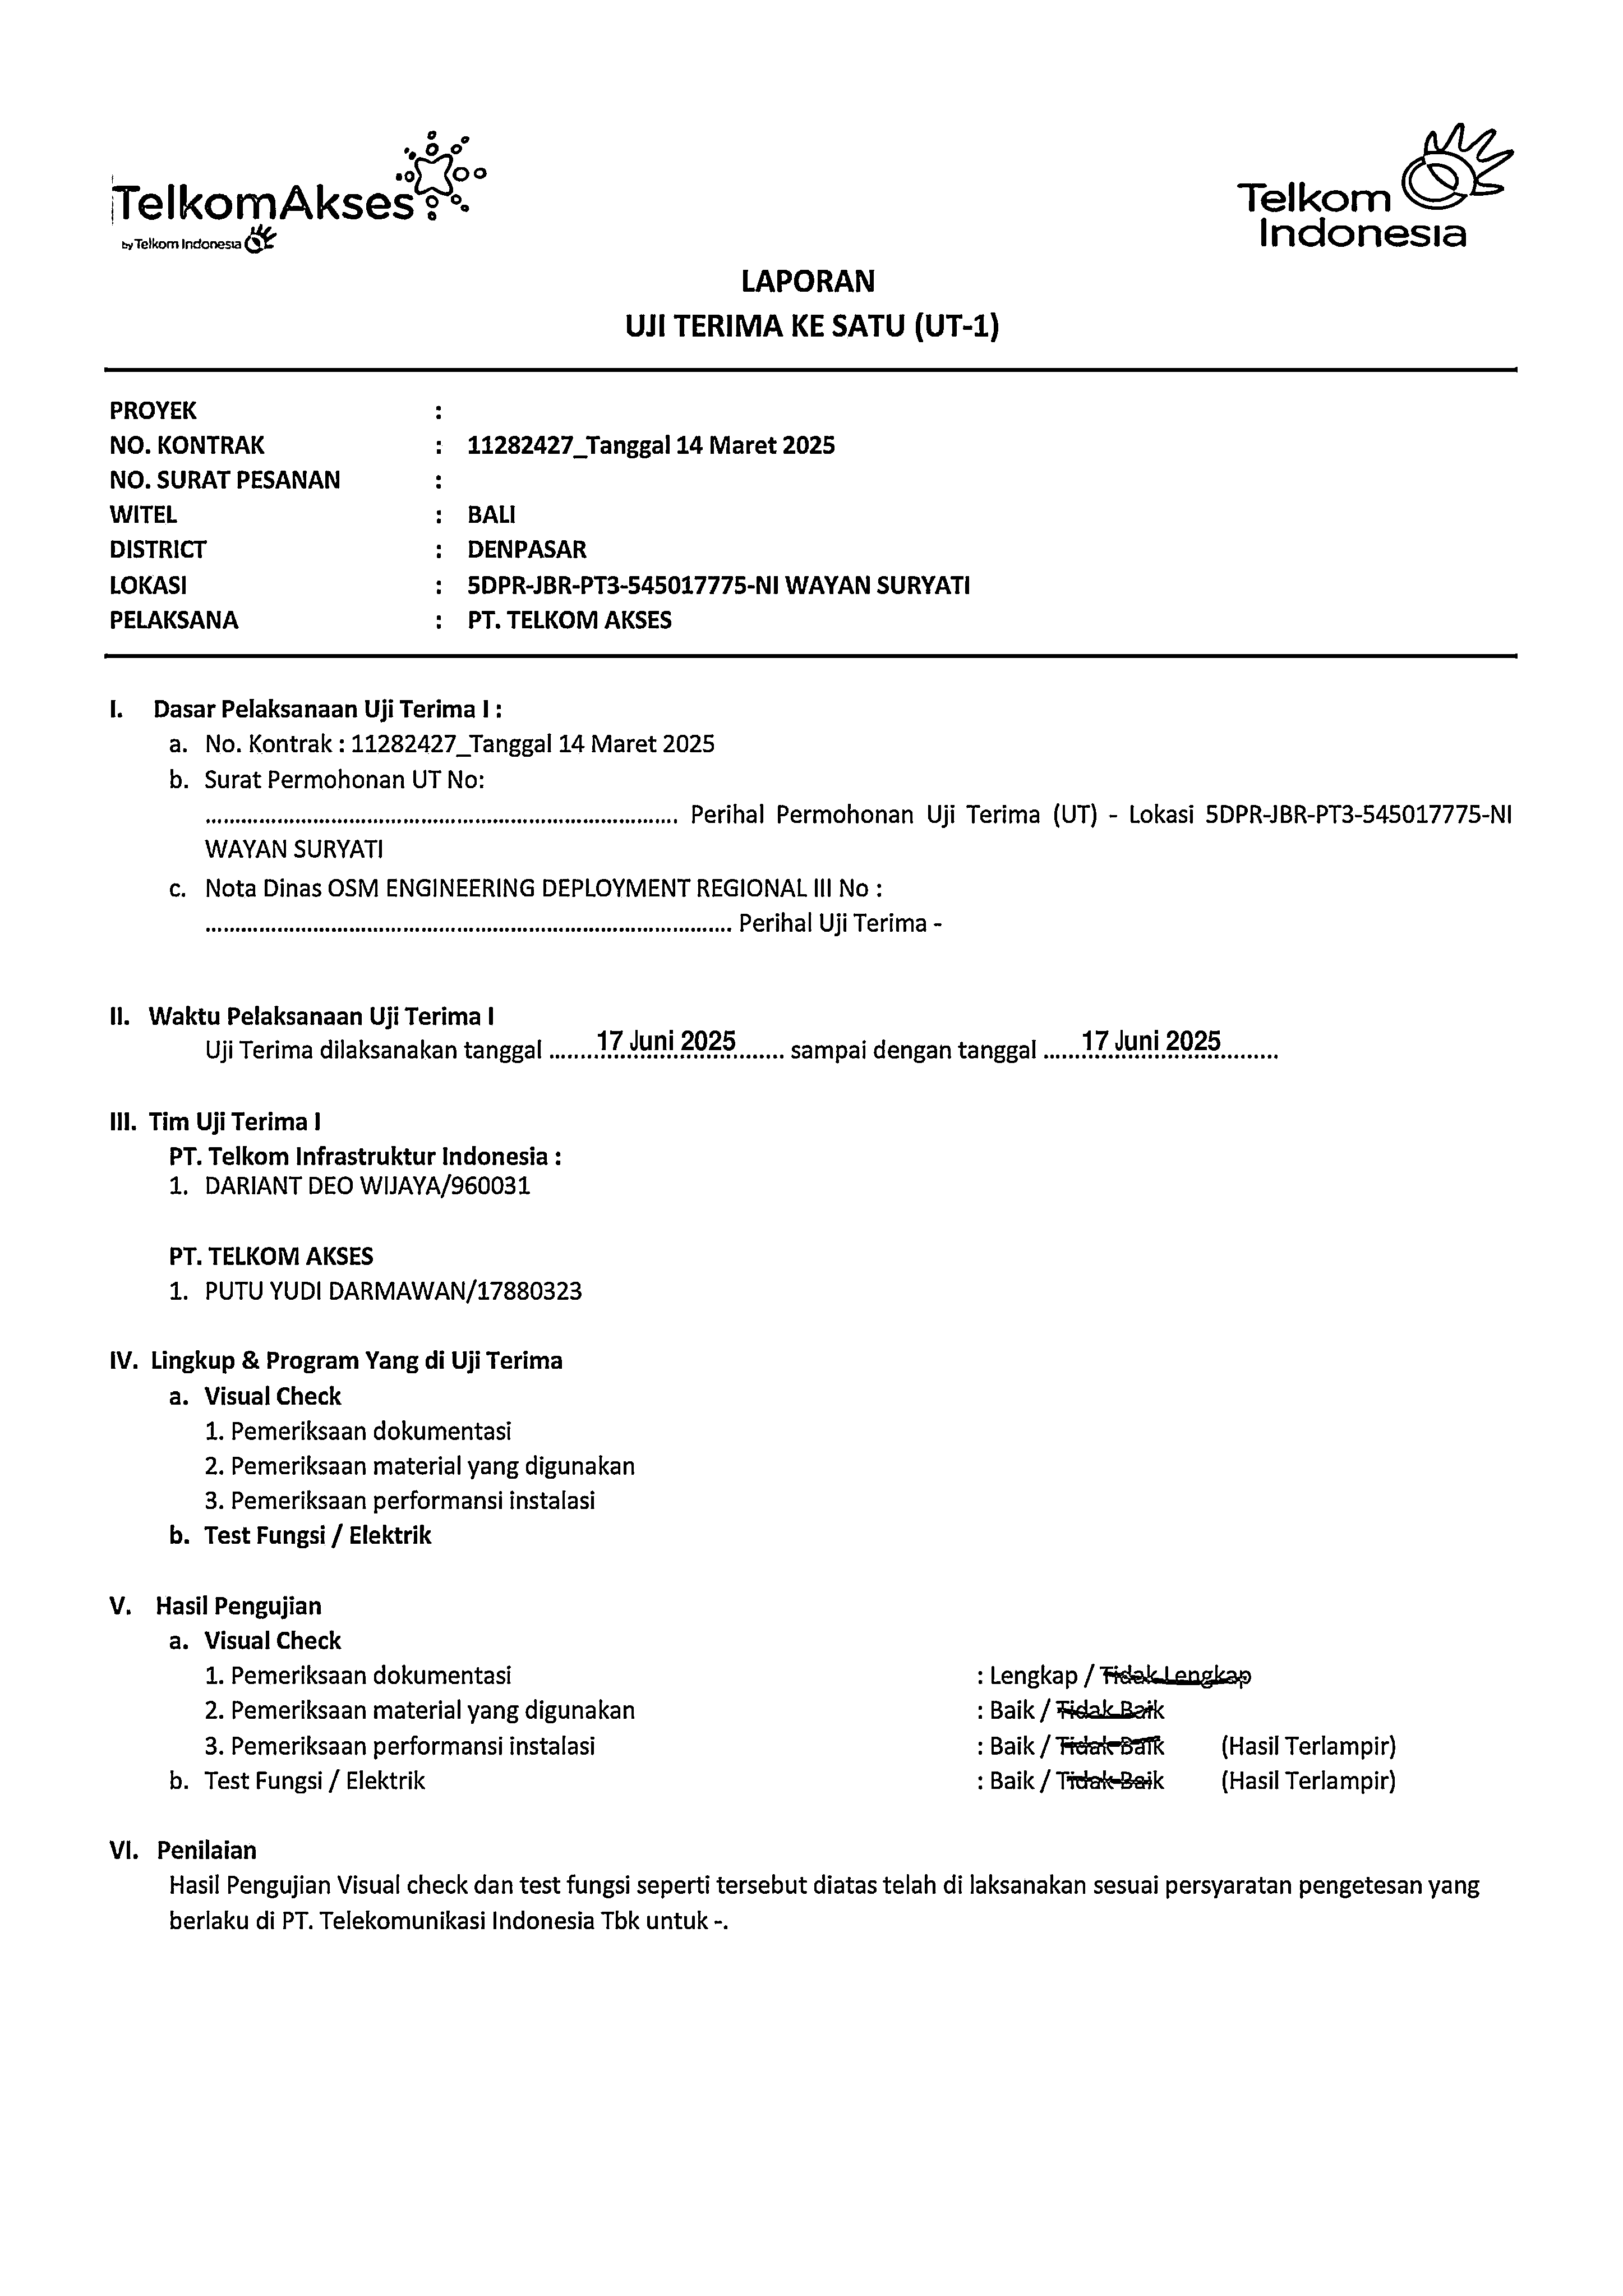 TelkomAkses
by Telkom Indonesia
Telkom
Indonesia
LAPORAN
UJI TERIMA KE SATU (UT-1)
PROYEK :
NO. KONTRAK : 11282427_Tanggal 14 Maret 2025
NO. SURAT PESANAN :
WITEL : BALI
DISTRICT : DENPASAR
LOKASI : 5DPR-JBR-PT3-545017775-NI WAYAN SURYATI
PELAKSANA : PT. TELKOM AKSES
I. Dasar Pelaksanaan Uji Terima I :
a. No. Kontrak : 11282427_Tanggal 14 Maret 2025
b. Surat Permohonan UT No:
............................................................................... Perihal Permohonan Uji Terima (UT) - Lokasi 5DPR-JBR-PT3-545017775-NI
WAYAN SURYATI
c. Nota Dinas OSM ENGINEERING DEPLOYMENT REGIONAL III No :
........................................................................................ Perihal Uji Terima -
II. Waktu Pelaksanaan Uji Terima I
Uji Terima dilaksanakan tanggal ........17 Juni 2025........ sampai dengan tanggal ........17 Juni 2025........
III. Tim Uji Terima I
PT. Telkom Infrastruktur Indonesia :
1. DARIANT DEO WIJAYA/960031
PT. TELKOM AKSES
1. PUTU YUDI DARMAWAN/17880323
IV. Lingkup & Program Yang di Uji Terima
a. Visual Check
1. Pemeriksaan dokumentasi
2. Pemeriksaan material yang digunakan
3. Pemeriksaan performansi instalasi
b. Test Fungsi / Elektrik
V. Hasil Pengujian
a. Visual Check
1. Pemeriksaan dokumentasi : Lengkap / Tidak Lengkap
2. Pemeriksaan material yang digunakan : Baik / Tidak Baik
3. Pemeriksaan performansi instalasi : Baik / Tidak Baik (Hasil Terlampir)
b. Test Fungsi / Elektrik : Baik / Tidak Baik (Hasil Terlampir)
VI. Penilaian
Hasil Pengujian Visual check dan test fungsi seperti tersebut diatas telah di laksanakan sesuai persyaratan pengetesan yang
berlaku di PT. Telekomunikasi Indonesia Tbk untuk -.